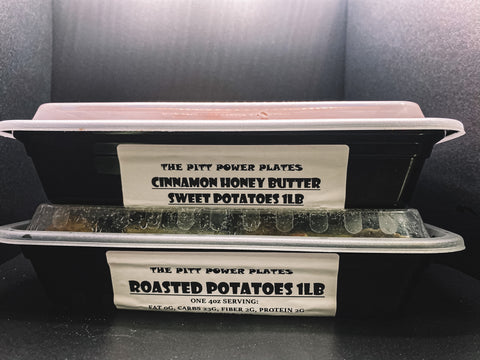 THE PITT POWER PLATES
CINNAMON HONEY BUTTER
SWEET POTATOES 1LB
THE PITT POWER PLATES
ROASTED POTATOES 1LB
ONE 4OZ SERVING:
FAT 0G, CARBS 23G, FIBER 2G, PROTEIN 2G